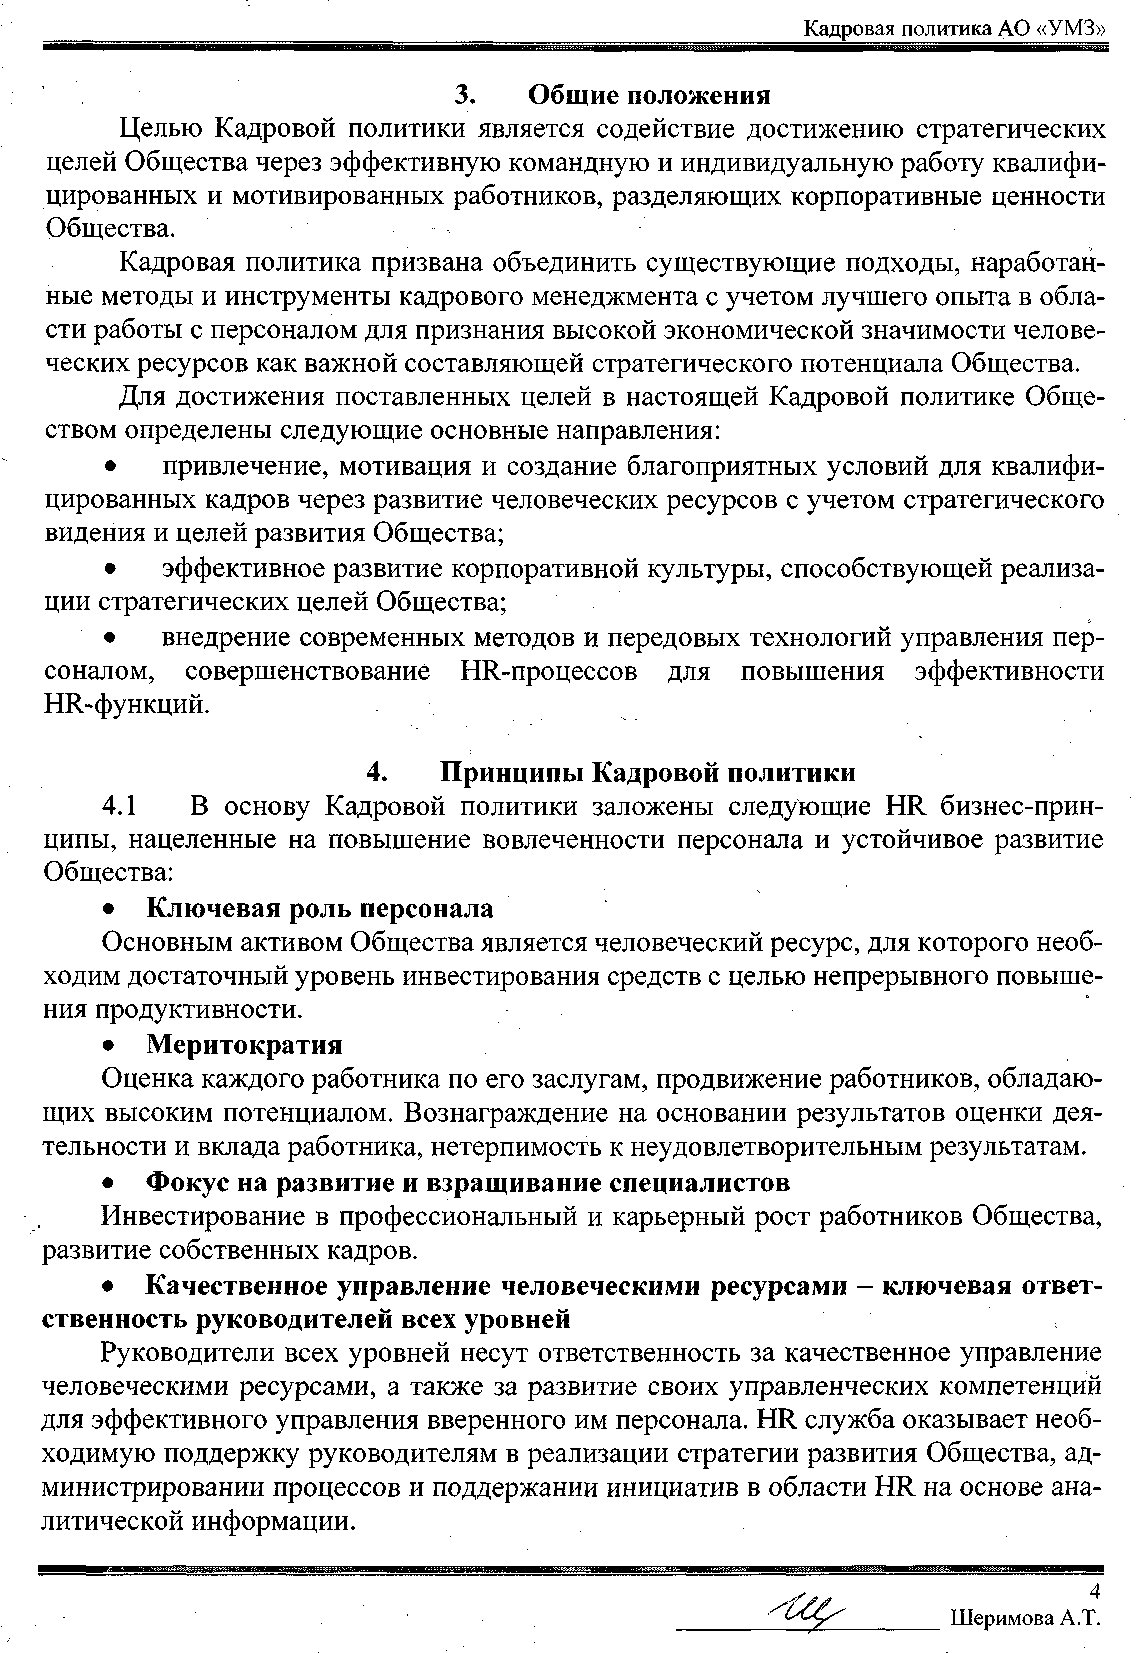 Кадровая политика АО «УМЗ»
3. Общие положения
Целью Кадровой политики является содействие достижению стратегических
целей Общества через эффективную командную и индивидуальную работу квалифи-
цированных и мотивированных работников, разделяющих корпоративные ценности
Общества.
Кадровая политика призвана объединить существующие подходы, наработан-
ные методы и инструменты кадрового менеджмента с учетом лучшего опыта в обла-
сти работы с персоналом для признания высокой экономической значимости челове-
ческих ресурсов как важной составляющей стратегического потенциала Общества.
Для достижения поставленных целей в настоящей Кадровой политике Обще-
ством определены следующие основные направления:
• привлечение, мотивация и создание благоприятных условий для квалифи-
цированных кадров через развитие человеческих ресурсов с учетом стратегического
видения и целей развития Общества;
• эффективное развитие корпоративной культуры, способствующей реализа-
ции стратегических целей Общества;
• внедрение современных методов и передовых технологий управления пер-
соналом, совершенствование HR-процессов для повышения эффективности
HR-функций.
4. Принципы Кадровой политики
4.1 В основу Кадровой политики заложены следующие HR бизнес-прин-
ципы, нацеленные на повышение вовлеченности персонала и устойчивое развитие
Общества:
• Ключевая роль персонала
Основным активом Общества является человеческий ресурс, для которого необ-
ходим достаточный уровень инвестирования средств с целью непрерывного повыше-
ния продуктивности.
• Меритократия
Оценка каждого работника по его заслугам, продвижение работников, обладаю-
щих высоким потенциалом. Вознаграждение на основании результатов оценки дея-
тельности и вклада работника, нетерпимость к неудовлетворительным результатам.
• Фокус на развитие и взращивание специалистов
Инвестирование в профессиональный и карьерный рост работников Общества,
развитие собственных кадров.
• Качественное управление человеческими ресурсами – ключевая ответ-
ственность руководителей всех уровней
Руководители всех уровней несут ответственность за качественное управление
человеческими ресурсами, а также за развитие своих управленческих компетенций
для эффективного управления вверенного им персонала. HR служба оказывает необ-
ходимую поддержку руководителям в реализации стратегии развития Общества, ад-
министрировании процессов и поддержании инициатив в области HR на основе ана-
литической информации.
4
Шеримова А.Т.